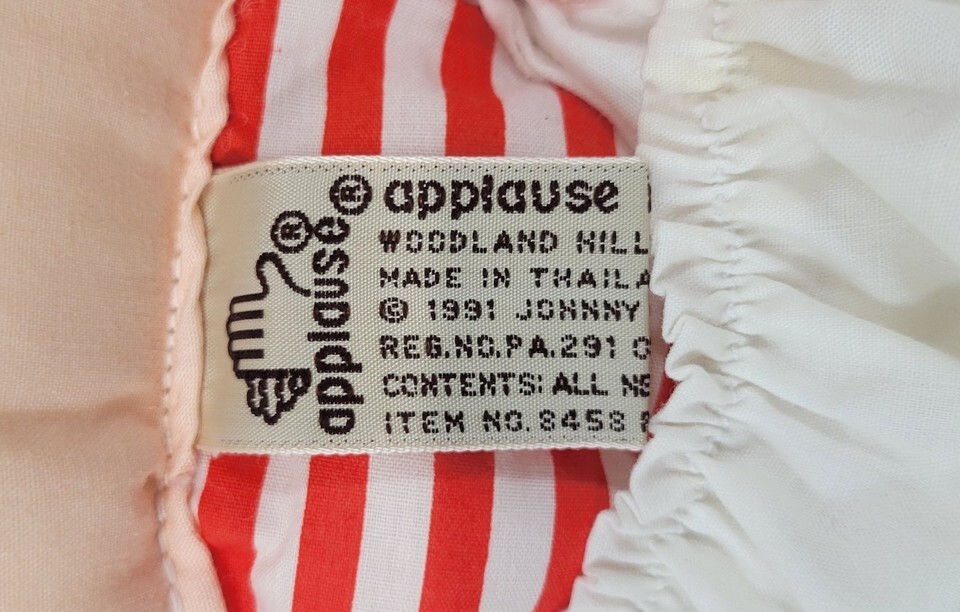 applause®
®
applause
WOODLAND HILL
MADE IN THAILA
© 1991 JOHNNY
REG.NO.PA.291
CONTENTS: ALL
ITEM NO. 8458